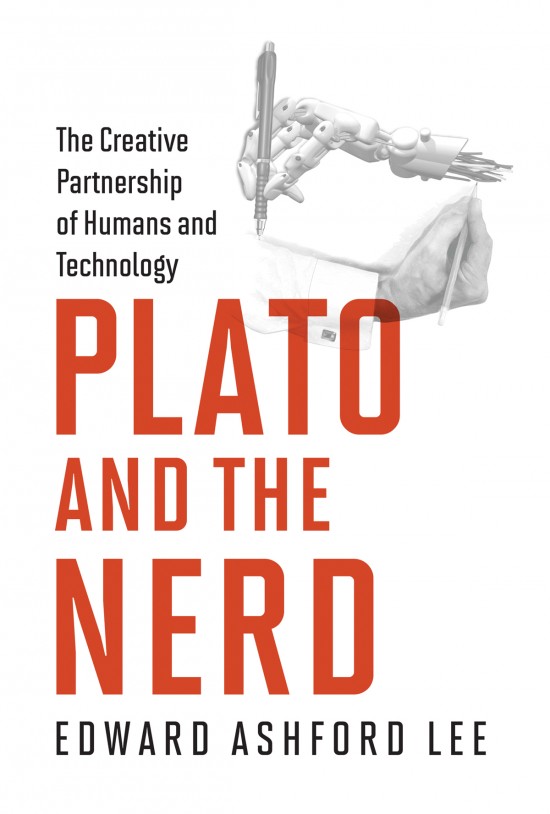 The Creative
Partnership
of Humans and
Technology
PLATO
AND THE
NERD
EDWARD ASHFORD LEE